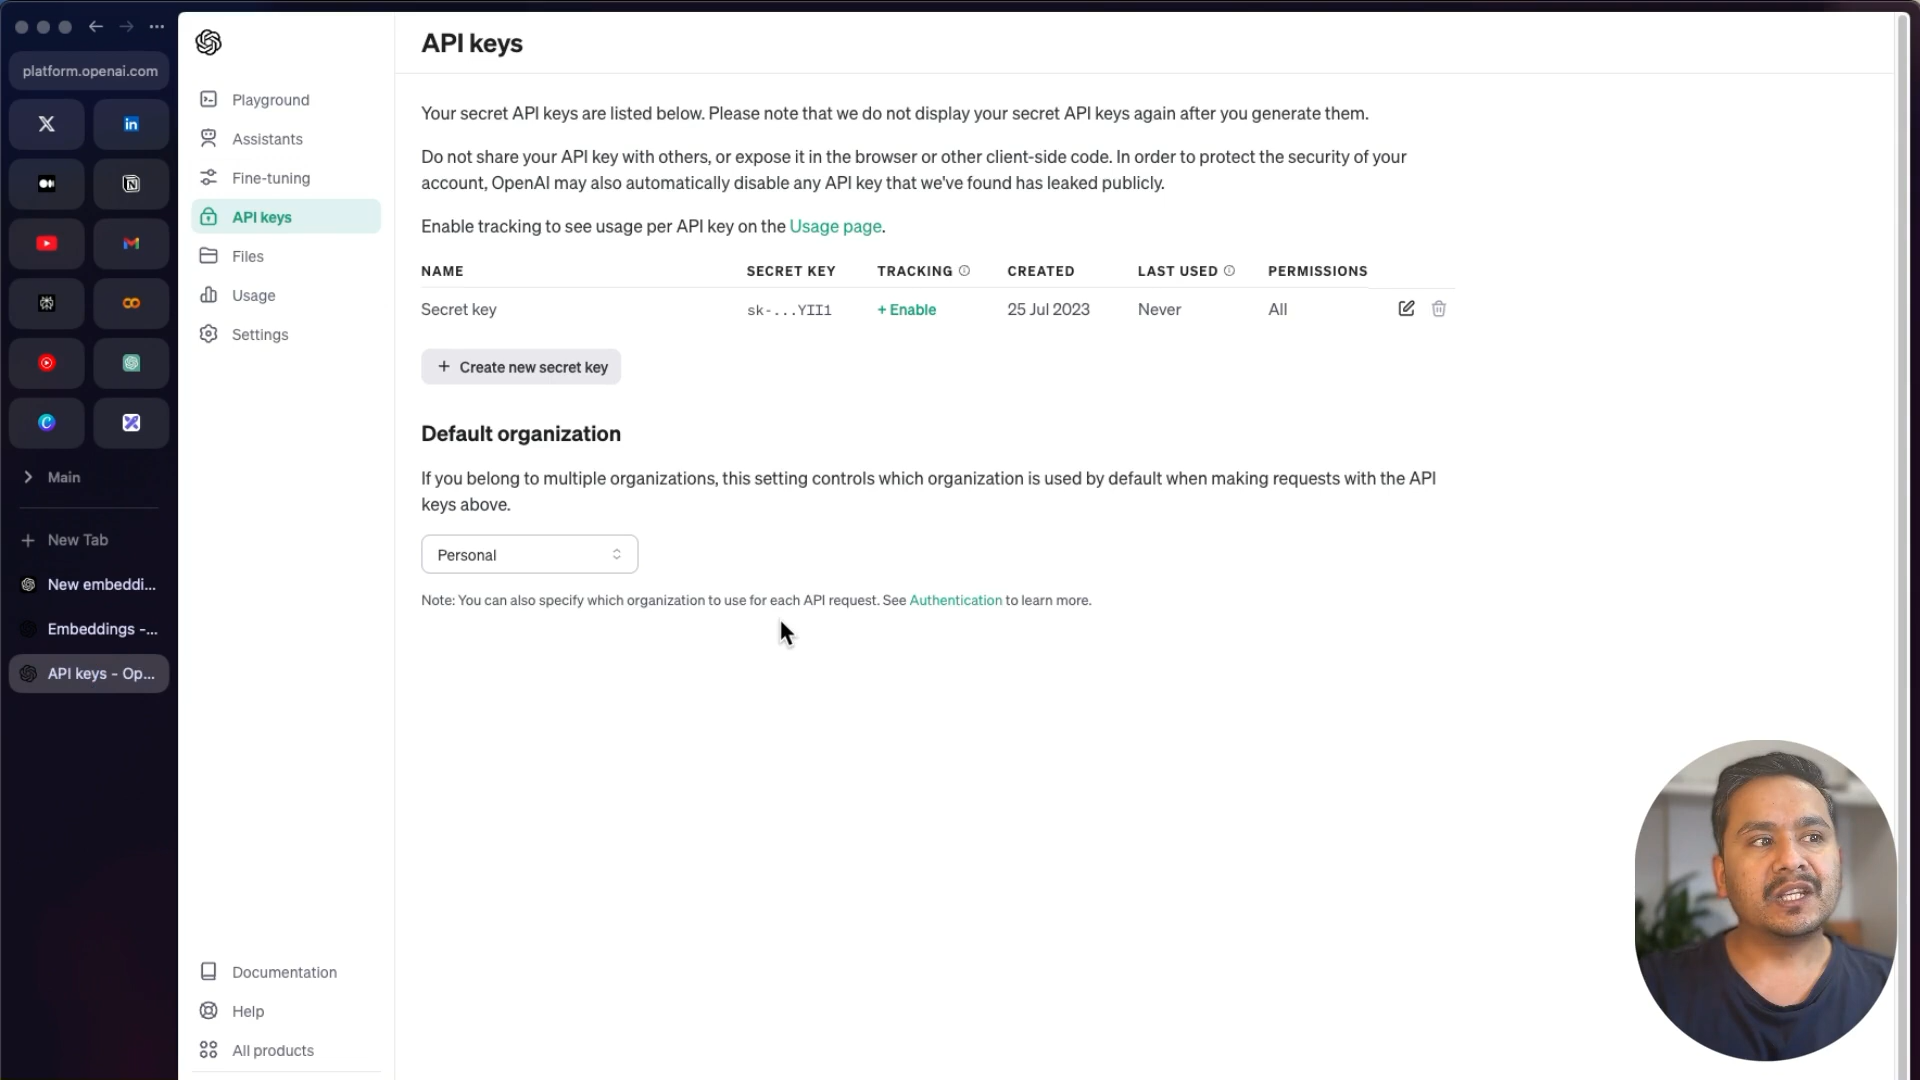 API keys
platform.openai.com
Playground
Assistants
Fine-tuning
API keys
Files
Usage
Settings
Main
New Tab
New embeddi...
Embeddings -...
API keys - Op...
Documentation
Help
All products
Your secret API keys are listed below. Please note that we do not display your secret API keys again after you generate them.
Do not share your API key with others, or expose it in the browser or other client-side code. In order to protect the security of your
account, OpenAI may also automatically disable any API key that we've found has leaked publicly.
Enable tracking to see usage per API key on the Usage page.
NAME SECRET KEY TRACKING CREATED LAST USED PERMISSIONS
Secret key sk-...YII1 + Enable 25 Jul 2023 Never All
+ Create new secret key
Default organization
If you belong to multiple organizations, this setting controls which organization is used by default when making requests with the API
keys above.
Personal
Note: You can also specify which organization to use for each API request. See Authentication to learn more.